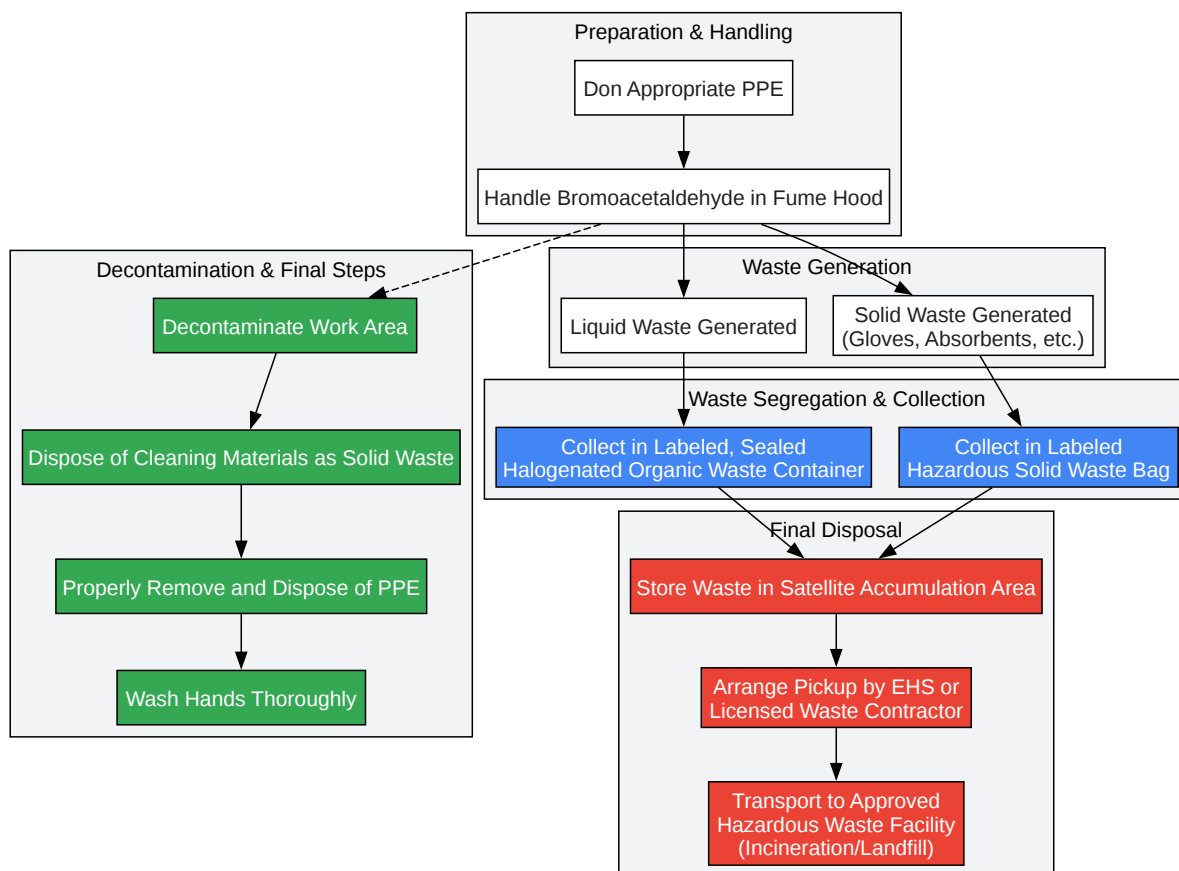 Preparation & Handling
Don Appropriate PPE
Handle Bromoacetaldehyde in Fume Hood
Decontamination & Final Steps
Decontaminate Work Area
Dispose of Cleaning Materials as Solid Waste
Properly Remove and Dispose of PPE
Wash Hands Thoroughly
Waste Generation
Liquid Waste Generated
Solid Waste Generated
(Gloves, Absorbents, etc.)
Waste Segregation & Collection
Collect in Labeled, Sealed
Halogenated Organic Waste Container
Collect in Labeled
Hazardous Solid Waste Bag
Final Disposal
Store Waste in Satellite Accumulation Area
Arrange Pickup by EHS or
Licensed Waste Contractor
Transport to Approved
Hazardous Waste Facility
(Incineration/Landfill)